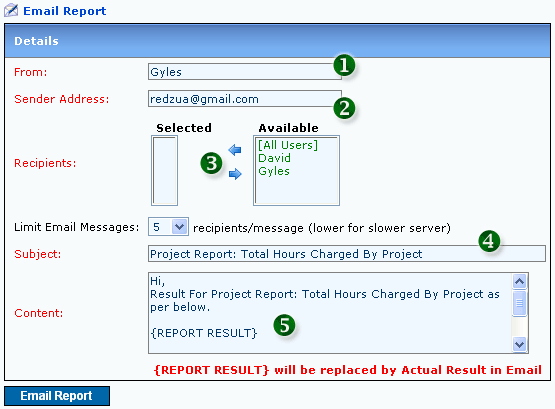 Email Report
Details
From: Gyles 1
Sender Address: redzua@gmail.com 2
Selected Available
Recipients: 3 [All Users]
David
Gyles
Limit Email Messages: 5 recipients/message (lower for slower server)
Subject: Project Report: Total Hours Charged By Project 4
Content: Hi,
Result For Project Report: Total Hours Charged By Project as
per below.
{REPORT RESULT} 5
{REPORT RESULT} will be replaced by Actual Result in Email
Email Report